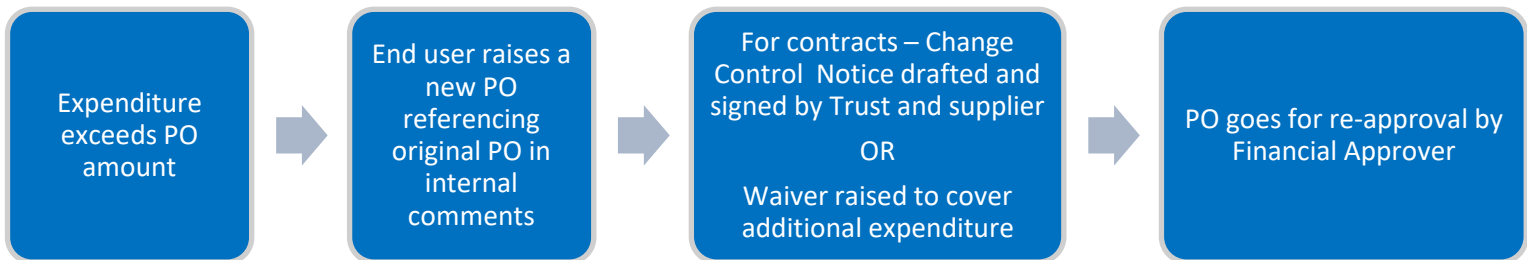 Expenditure
exceeds PO
amount
End user raises a
new PO
referencing
original PO in
internal
comments
For contracts – Change
Control  Notice drafted and
signed by Trust and supplier
OR
Waiver raised to cover
additional expenditure
PO goes for re-approval by
Financial Approver